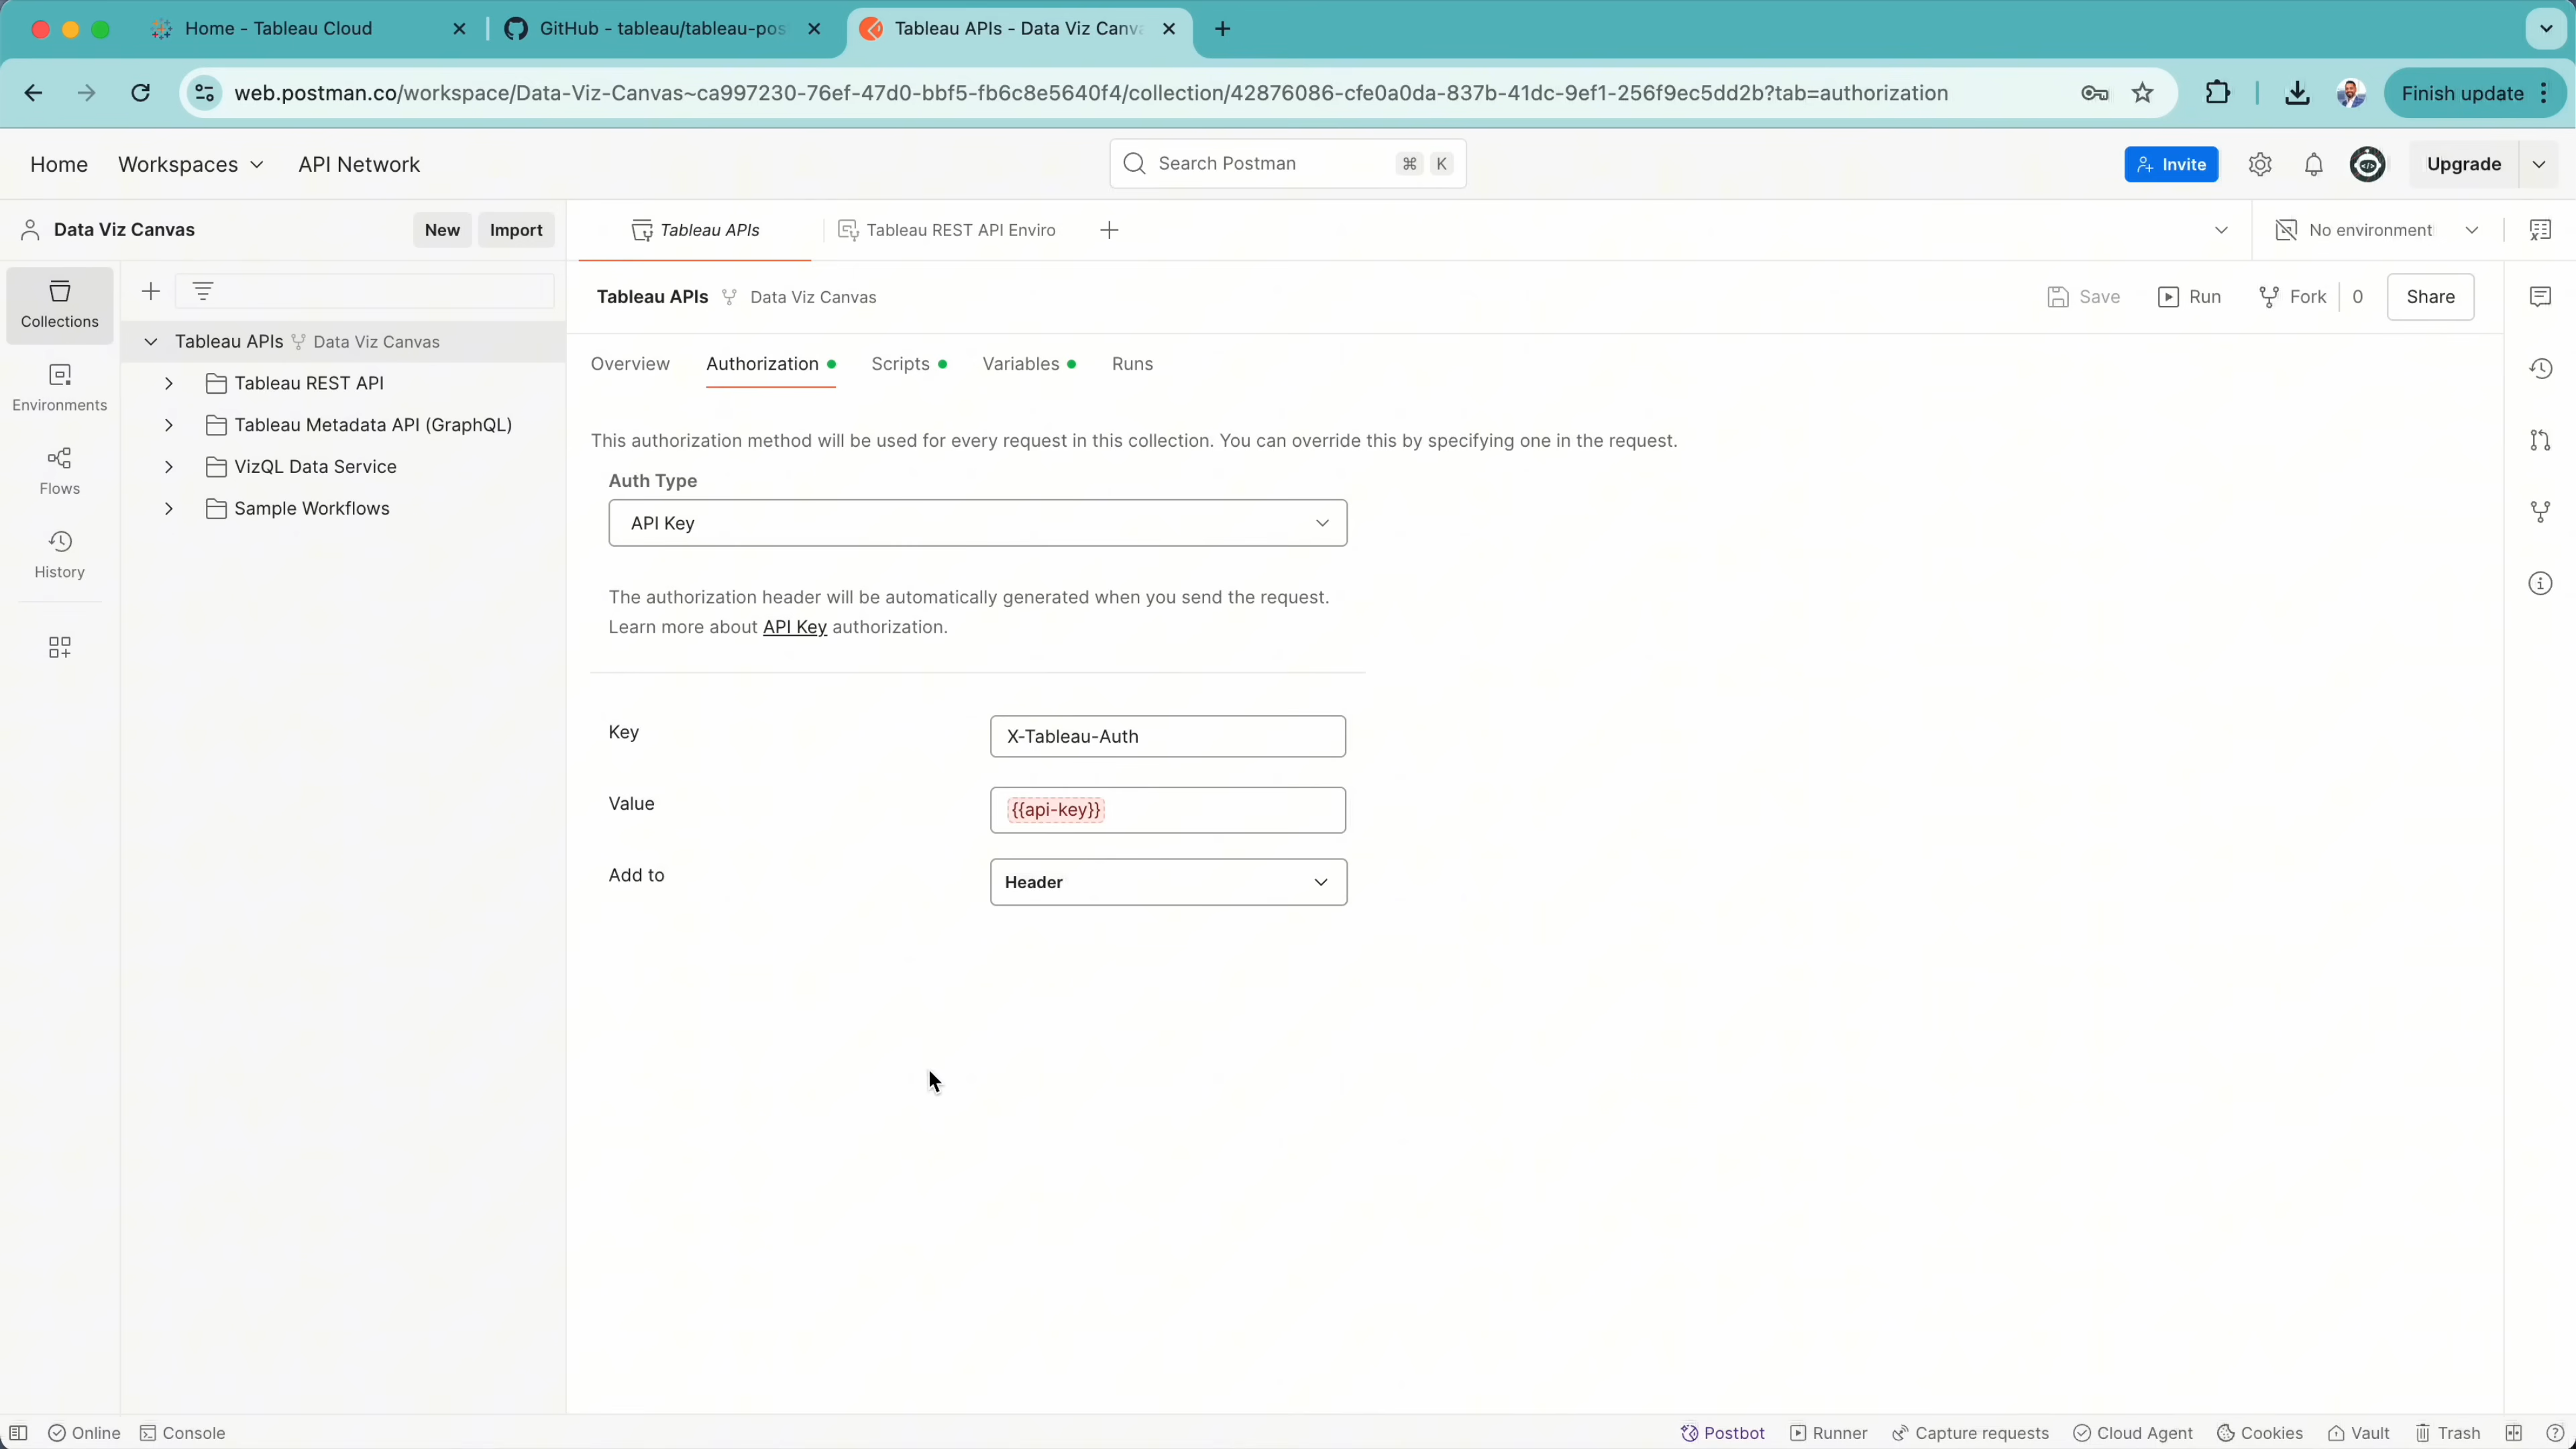 Home - Tableau Cloud
GitHub - tableau/tableau-pos
Tableau APIs - Data Viz Canva
web.postman.co/workspace/Data-Viz-Canvas~ca997230-76ef-47d0-bbf5-fb6c8e5640f4/collection/42876086-cfe0a0da-837b-41dc-9ef1-256f9ec5dd2b?tab=authorization
Finish update
Home Workspaces API Network
Search Postman ⌘ K
Invite
Upgrade
Data Viz Canvas
New Import
Tableau APIs
Tableau REST API Enviro
No environment
Collections
Environments
Flows
History
Tableau APIs Data Viz Canvas
Tableau REST API
Tableau Metadata API (GraphQL)
VizQL Data Service
Sample Workflows
Tableau APIs Data Viz Canvas
Save Run Fork 0 Share
Overview Authorization Scripts Variables Runs
This authorization method will be used for every request in this collection. You can override this by specifying one in the request.
Auth Type
API Key
The authorization header will be automatically generated when you send the request.
Learn more about API Key authorization.
Key X-Tableau-Auth
Value {{api-key}}
Add to Header
Online Console
Postbot Runner Capture requests Cloud Agent Cookies Vault Trash